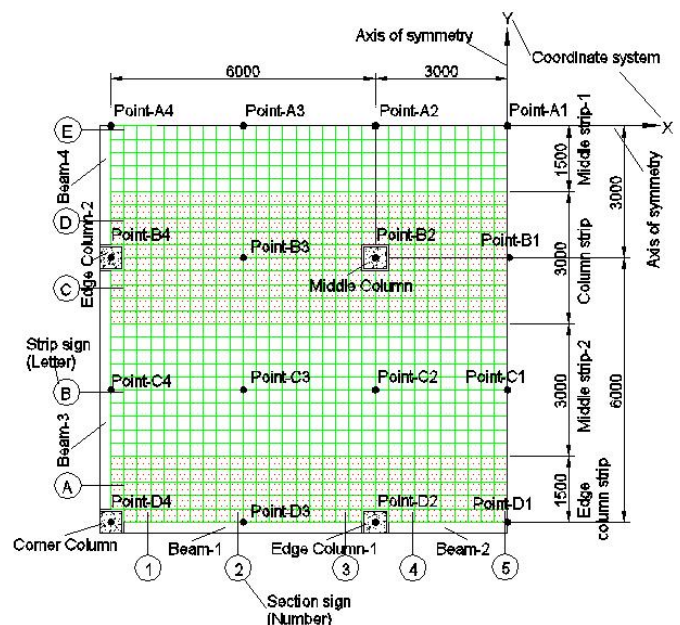 Y
Axis of symmetry
Coordinate system
6000
3000
Point-A4
Point-A3
Point-A2
Point-A1
X
E
Beam-4
1500
Middle strip-1
3000
Axis of symmetry
D
Edge Column-2
Point-B4
Point-B3
Point-B2
Point-B1
Middle Column
3000
Column strip
C
Strip sign
(Letter)
B
Point-C4
Point-C3
Point-C2
Point-C1
3000
Middle strip-2
6000
Beam-3
A
1500
Edge
column strip
Point-D4
Point-D3
Point-D2
Point-D1
Corner Column
Beam-1
Edge Column-1
Beam-2
1
2
3
4
5
Section sign
(Number)